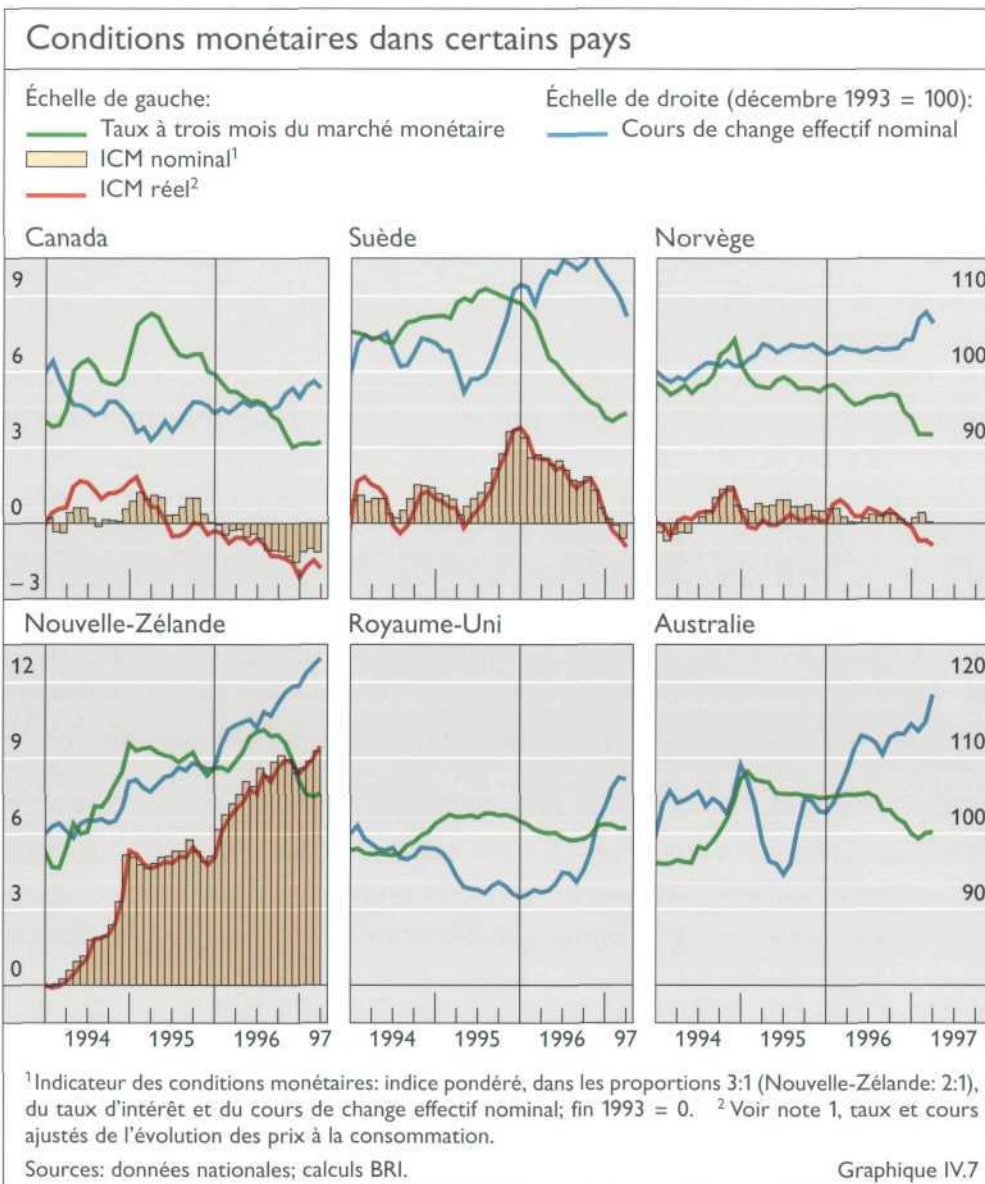 Conditions monétaires dans certains pays
Échelle de gauche:
Échelle de droite (décembre 1993 = 100):
Taux à trois mois du marché monétaire
Cours de change effectif nominal
ICM nominal¹
ICM réel²
Canada
Suède
Norvège
9
110
6
100
3
90
0
– 3
Nouvelle-Zélande
Royaume-Uni
Australie
12
120
9
110
6
100
3
90
0
1994 1995 1996 97
1994 1995 1996 97
1994 1995 1996 1997
¹ Indicateur des conditions monétaires: indice pondéré, dans les proportions 3:1 (Nouvelle-Zélande: 2:1),
du taux d'intérêt et du cours de change effectif nominal; fin 1993 = 0. ² Voir note 1, taux et cours
ajustés de l'évolution des prix à la consommation.
Sources: données nationales; calculs BRI.
Graphique IV.7